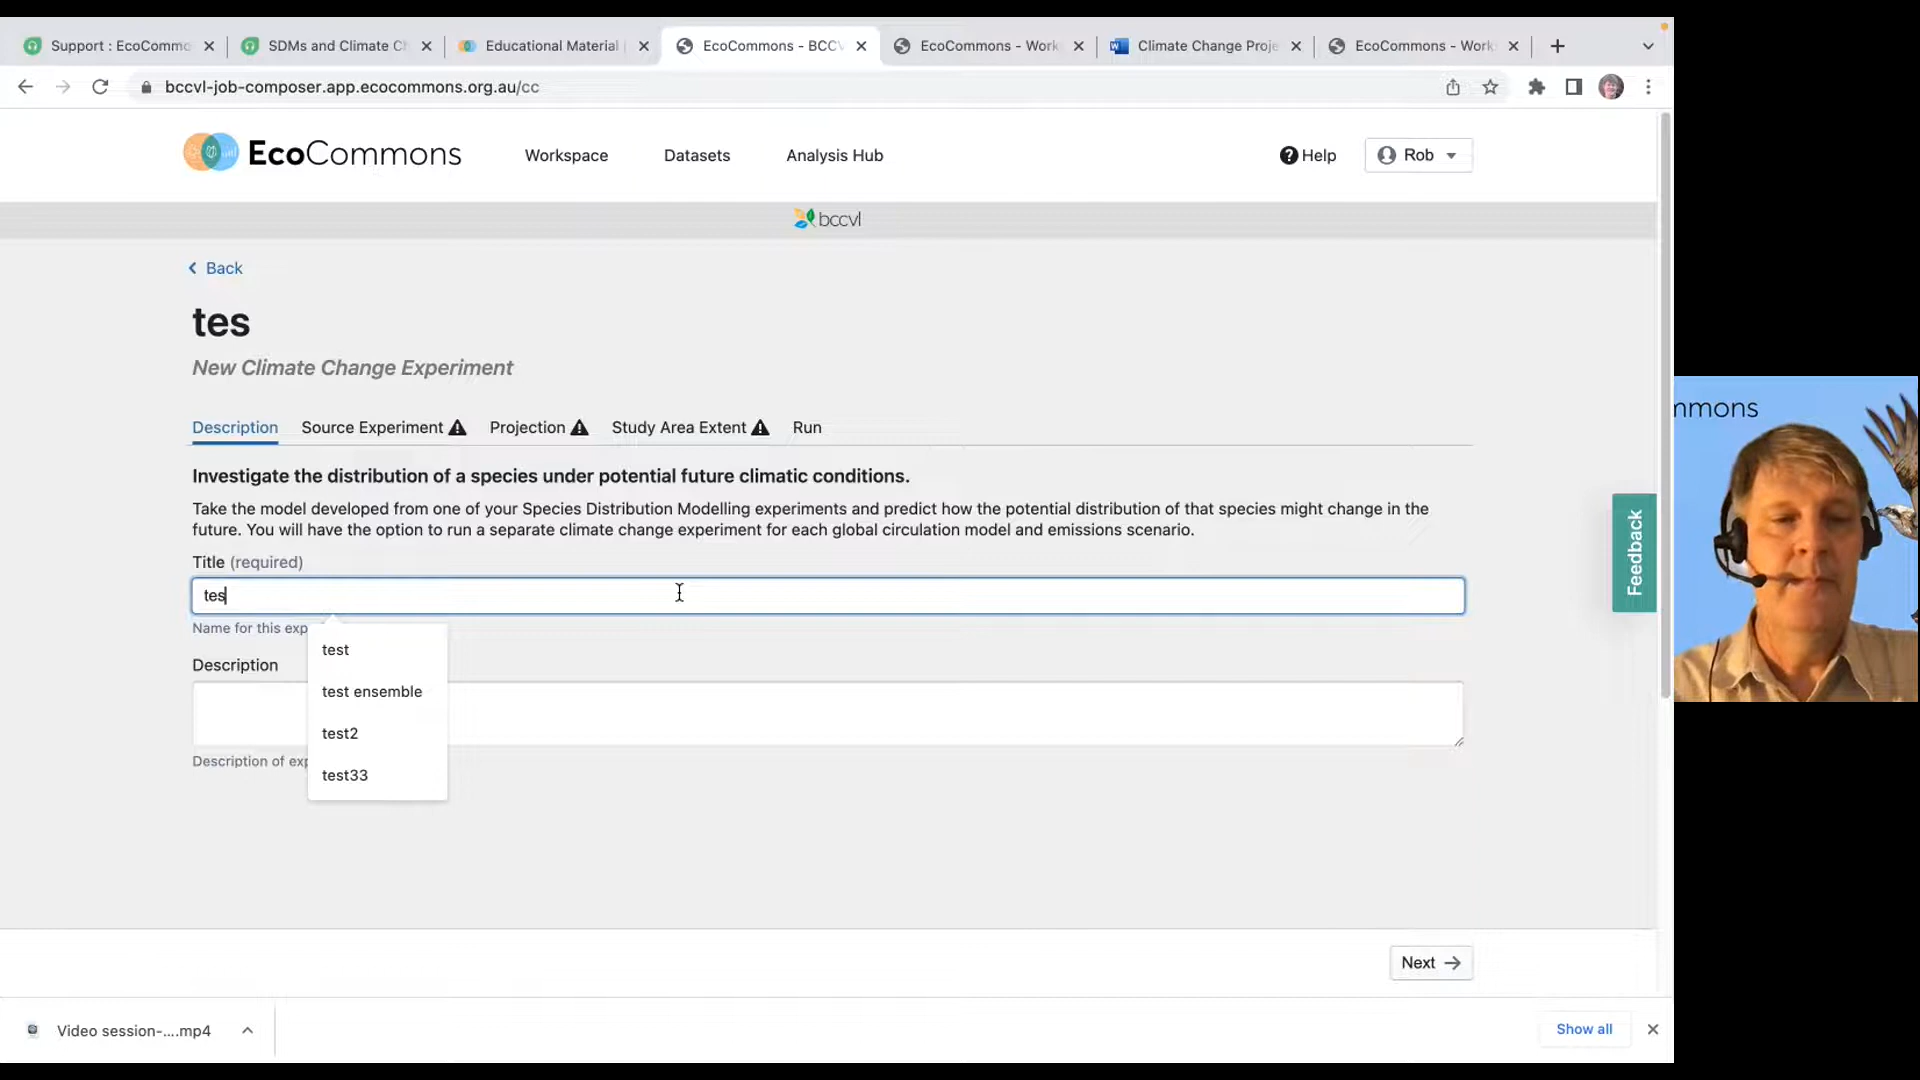 Support : EcoCommo
SDMs and Climate Ch
Educational Material
EcoCommons - BCCV
EcoCommons - Work
Climate Change Proje
EcoCommons - Work
bccvl-job-composer.app.ecocommons.org.au/cc
EcoCommons
Workspace
Datasets
Analysis Hub
Help
Rob
bccvl
Back
tes
New Climate Change Experiment
Description
Source Experiment
Projection
Study Area Extent
Run
Investigate the distribution of a species under potential future climatic conditions.
Take the model developed from one of your Species Distribution Modelling experiments and predict how the potential distribution of that species might change in the
future. You will have the option to run a separate climate change experiment for each global circulation model and emissions scenario.
Title (required)
tes
Name for this exp
test
Description
test ensemble
test2
Description of exp
test33
Feedback
mmons
Next
Video session-....mp4
Show all